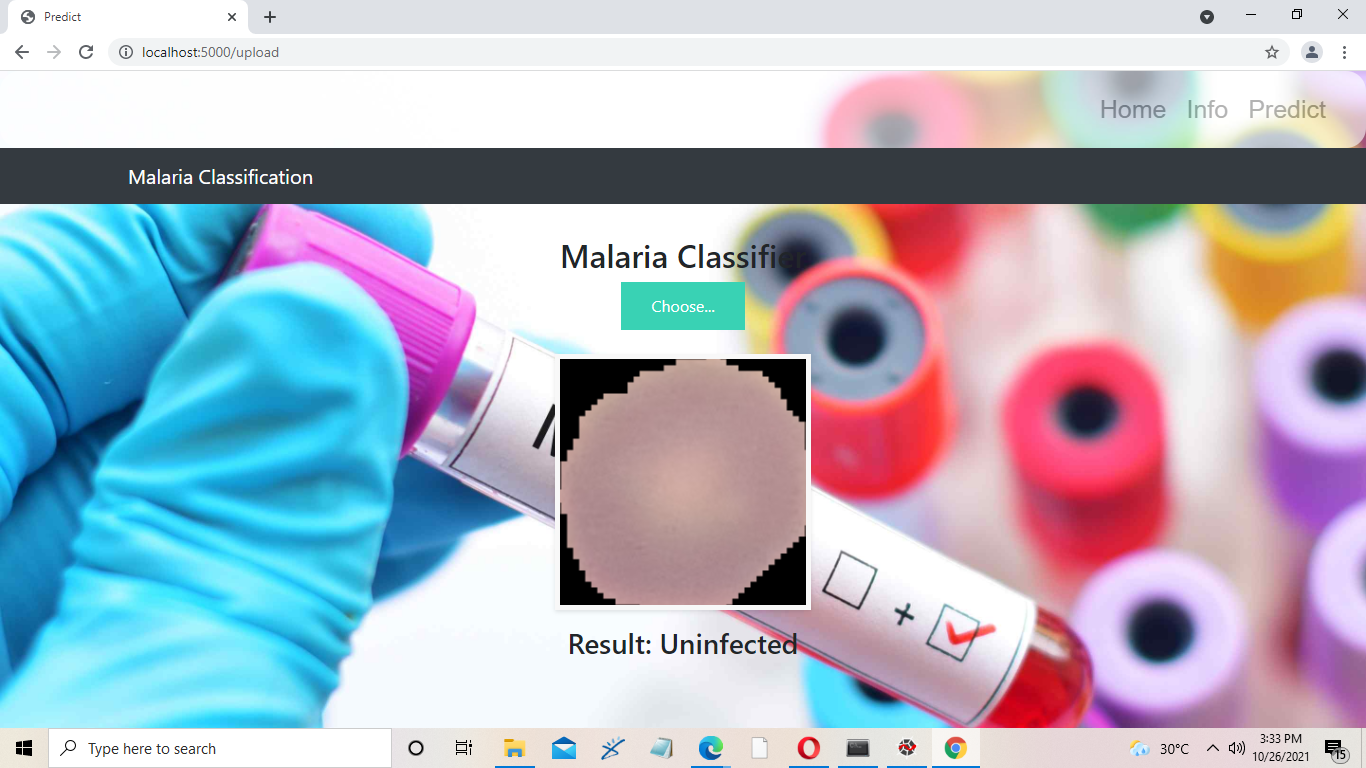 Predict
localhost:5000/upload
Home Info Predict
Malaria Classification
Malaria Classifier
Choose...
+
Result: Uninfected
Type here to search
30°C
3:33 PM
10/26/2021
15